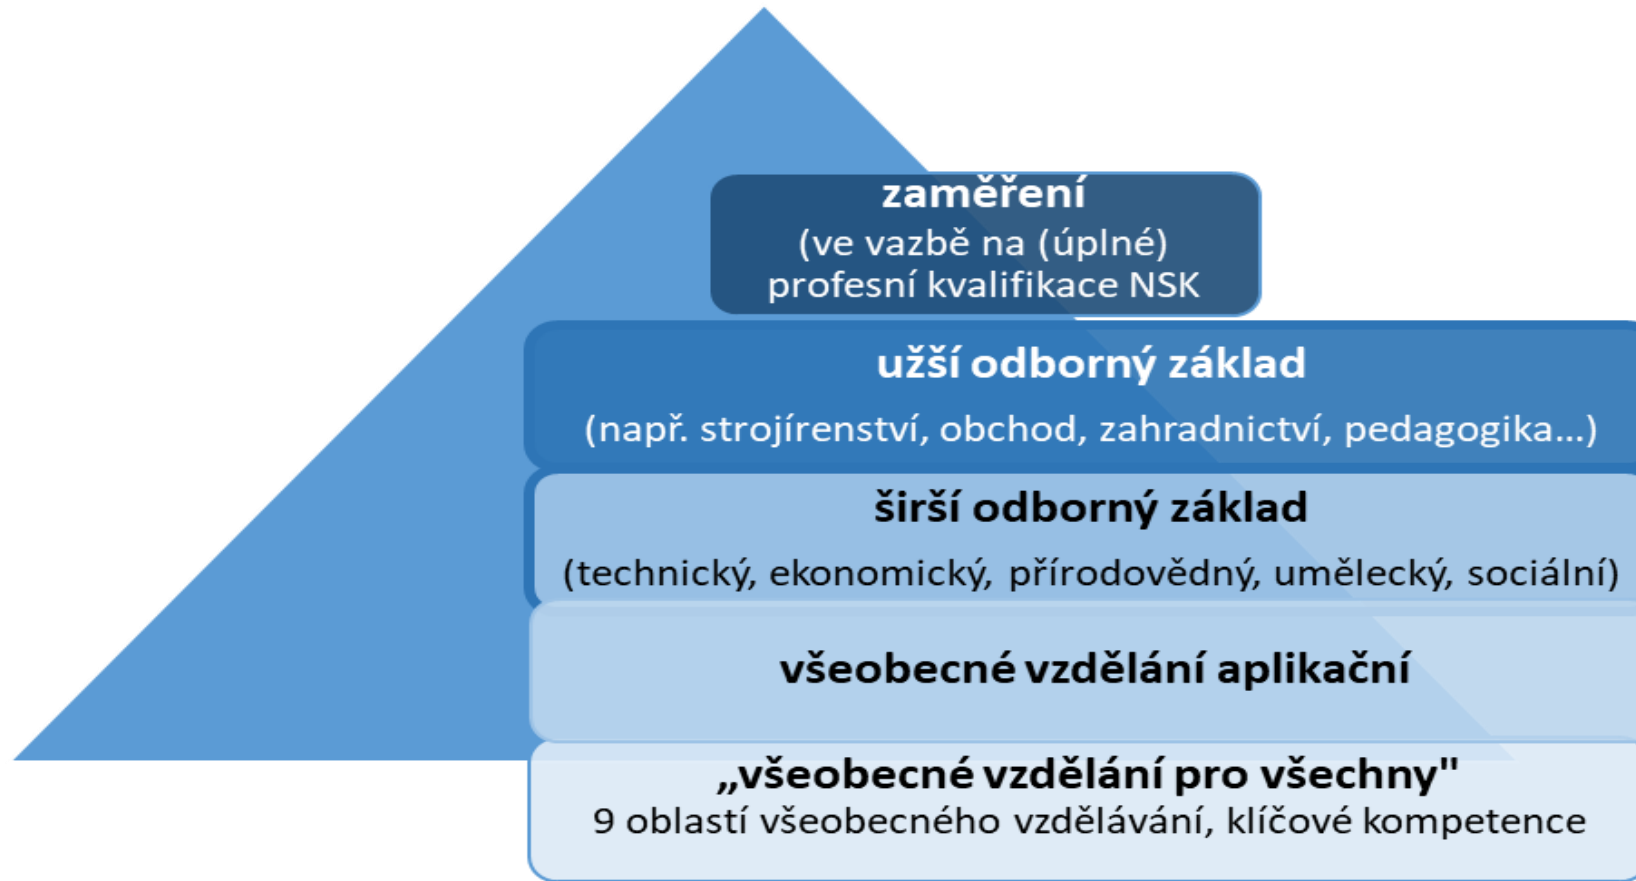 zaměření
(ve vazbě na (úplné)
profesní kvalifikace NSK
užší odborný základ
(např. strojírenství, obchod, zahradnictví, pedagogika...)
širší odborný základ
(technický, ekonomický, přírodovědný, umělecký, sociální)
všeobecné vzdělání aplikační
„všeobecné vzdělání pro všechny"
9 oblastí všeobecného vzdělávání, klíčové kompetence